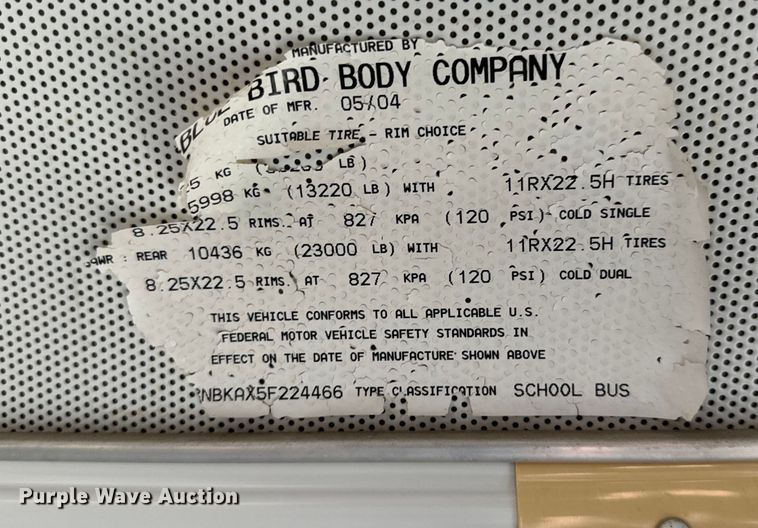 MANUFACTURED BY
BLUE BIRD BODY COMPANY
DATE OF MFR. 05/04
SUITABLE TIRE - RIM CHOICE
5 KG LB)
5998 KG (13220 LB) WITH 11RX22.5H TIRES
8.25X22.5 RIMS. AT 827 KPA (120 PSI) COLD SINGLE
GAWR: REAR 10436 KG (23000 LB) WITH 11RX22.5H TIRES
8.25X22.5 RIMS. AT 827 KPA (120 PSI) COLD DUAL
THIS VEHICLE CONFORMS TO ALL APPLICABLE U.S.
FEDERAL MOTOR VEHICLE SAFETY STANDARDS IN
EFFECT ON THE DATE OF MANUFACTURE SHOWN ABOVE
NBKAX5F224466 TYPE CLASSIFICATION SCHOOL BUS
Purple Wave Auction